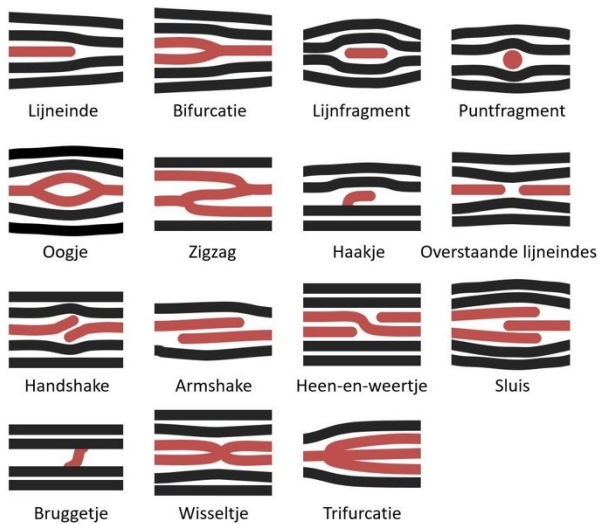 Lijneinde
Bifurcatie
Lijnfragment
Puntfragment
Oogje
Zigzag
Haakje
Overstaande lijneindes
Handshake
Armshake
Heen-en-weertje
Sluis
Bruggetje
Wisseltje
Trifurcatie